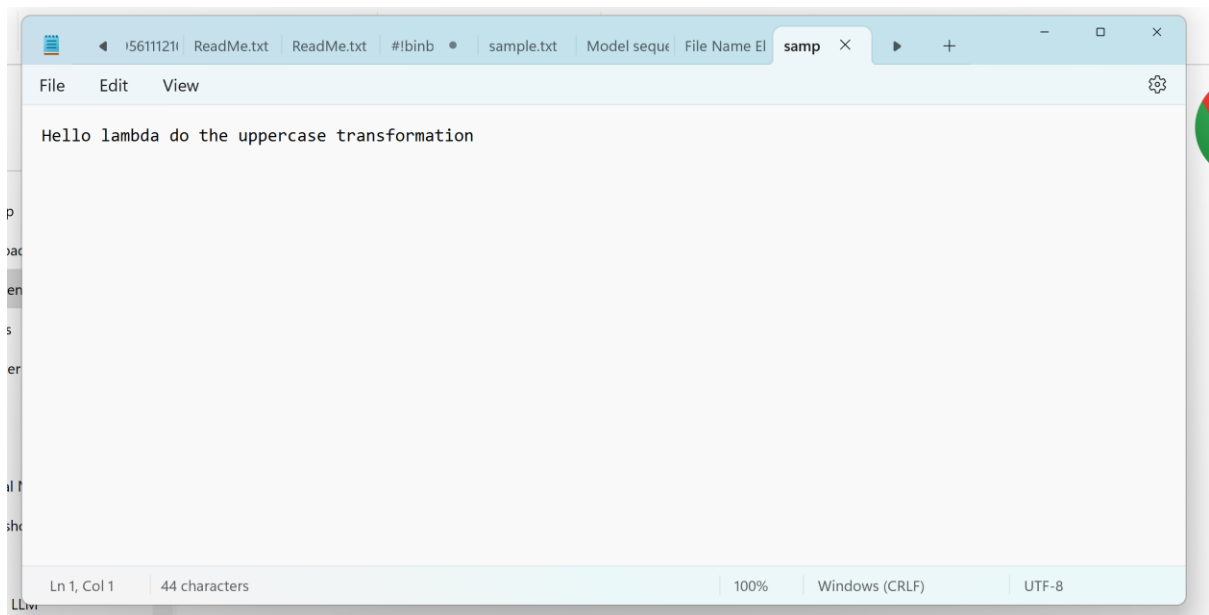 ReadMe.txt ReadMe.txt #!binb sample.txt Model seque File Name El samp
File Edit View
Hello lambda do the uppercase transformation
Ln 1, Col 1 44 characters 100% Windows (CRLF) UTF-8
LLM